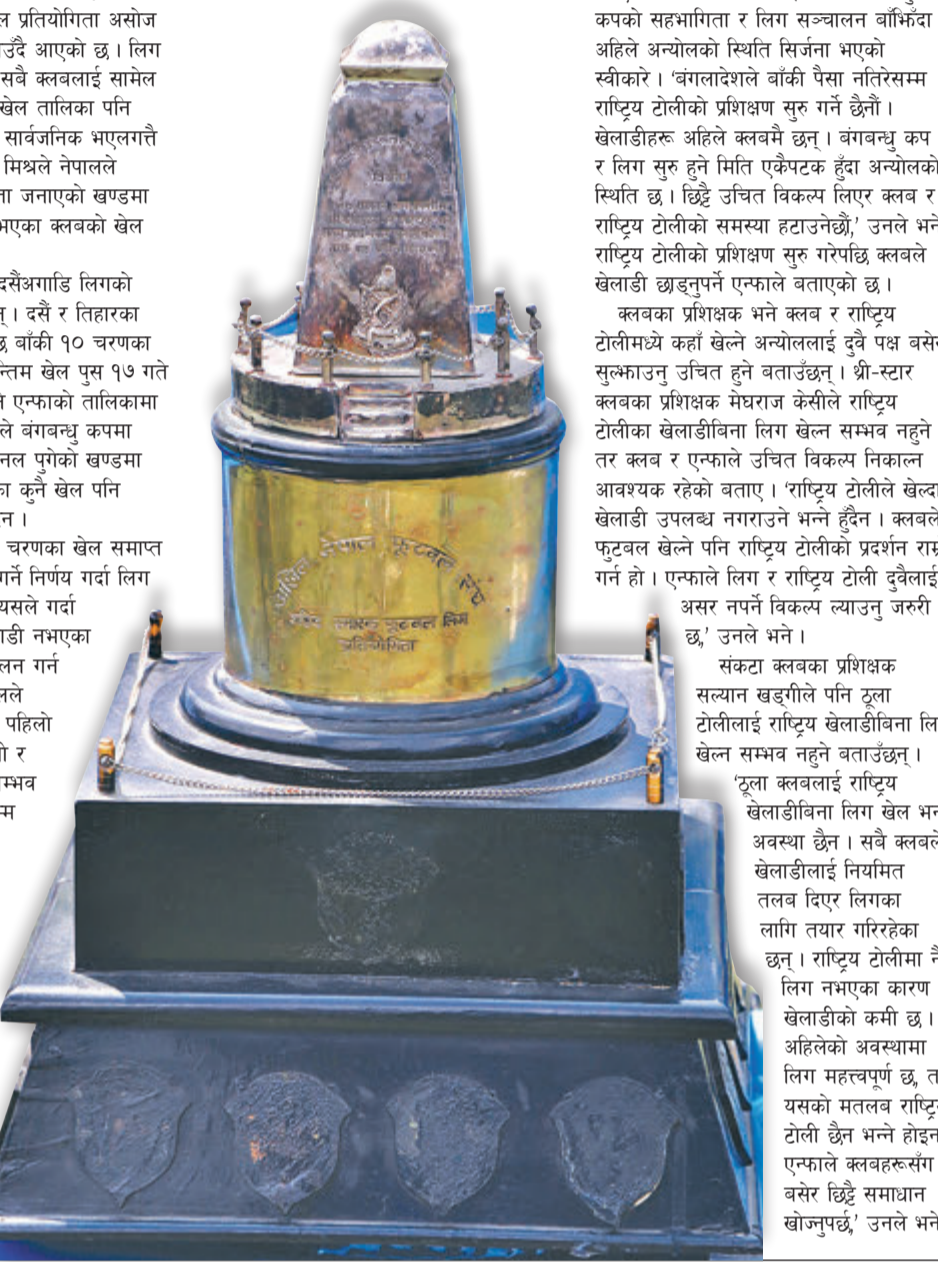 ल प्रतियोगिता असोज
उँदै आएको छ । लिग
सबै क्लबलाई सामेल
खेल तालिका पनि
सार्वजनिक भएलगत्तै
मिश्रले नेपालले
ता जनाएको खण्डमा
भएका क्लबको खेल
दसैंअगाडि लिगको
न् । दसैं र तिहारका
छ बाँकी १० चरणका
न्तिम खेल पुस १७ गते
ने एन्फाको तालिकामा
ले बंगबन्धु कपमा
नल पुगेको खण्डमा
का कुनै खेल पनि
दैन ।
चरणका खेल समाप्त
गर्ने निर्णय गर्दा लिग
यसले गर्दा
डी नभएका
लन गर्न
लले
पहिलो
ो र
म्भव
म्म
अखिल नेपाल फूटबल संघ
शहीद स्मारक फूटबल लिग
प्रतियोगिता
कपको सहभागिता र लिग सञ्चालन बाँझिँदा
अहिले अन्योलको स्थिति सिर्जना भएको
स्वीकारे । ‘बंगलादेशले बाँकी पैसा नतिरेसम्म
राष्ट्रिय टोलीको प्रशिक्षण सुरु गर्ने छैनौं ।
खेलाडीहरू अहिले क्लबमै छन् । बंगबन्धु कप
र लिग सुरु हुने मिति एकैपटक हुँदा अन्योलको
स्थिति छ । छिट्टै उचित विकल्प लिएर क्लब र
राष्ट्रिय टोलीको समस्या हटाउनेछौं,’ उनले भने
राष्ट्रिय टोलीको प्रशिक्षण सुरु गरेपछि क्लबले
खेलाडी छाड्नुपर्ने एन्फाले बताएको छ ।
क्लबका प्रशिक्षक भने क्लब र राष्ट्रिय
टोलीमध्ये कहाँ खेल्ने अन्योललाई दुवै पक्ष बसेर
सुल्झाउनु उचित हुने बताउँछन् । थ्री-स्टार
क्लबका प्रशिक्षक मेघराज केसीले राष्ट्रिय
टोलीका खेलाडीबिना लिग खेल्न सम्भव नहुने
तर क्लब र एन्फाले उचित विकल्प निकाल्न
आवश्यक रहेको बताए । ‘राष्ट्रिय टोलीले खेल्दा
खेलाडी उपलब्ध नगराउने भन्ने हुँदैन । क्लबले
फुटबल खेल्ने पनि राष्ट्रिय टोलीको प्रदर्शन राम्र
गर्न हो । एन्फाले लिग र राष्ट्रिय टोली दुवैलाई
असर नपर्ने विकल्प ल्याउनु जरुरी
छ,’ उनले भने ।
संकटा क्लबका प्रशिक्षक
सल्यान खड्गीले पनि ठूला
टोलीलाई राष्ट्रिय खेलाडीबिना लि
खेल्न सम्भव नहुने बताउँछन् ।
‘ठूला क्लबलाई राष्ट्रिय
खेलाडीबिना लिग खेल भन
अवस्था छैन । सबै क्लबले
खेलाडीलाई नियमित
तलब दिएर लिगका
लागि तयार गरिरहेका
छन् । राष्ट्रिय टोलीमा नै
लिग नभएका कारण
खेलाडीको कमी छ ।
अहिलेको अवस्थामा
लिग महत्त्वपूर्ण छ, त
यसको मतलब राष्ट्रिय
टोली छैन भन्ने होइन
एन्फाले क्लबहरूसँग
बसेर छिट्टै समाधान
खोज्नुपर्छ,’ उनले भने